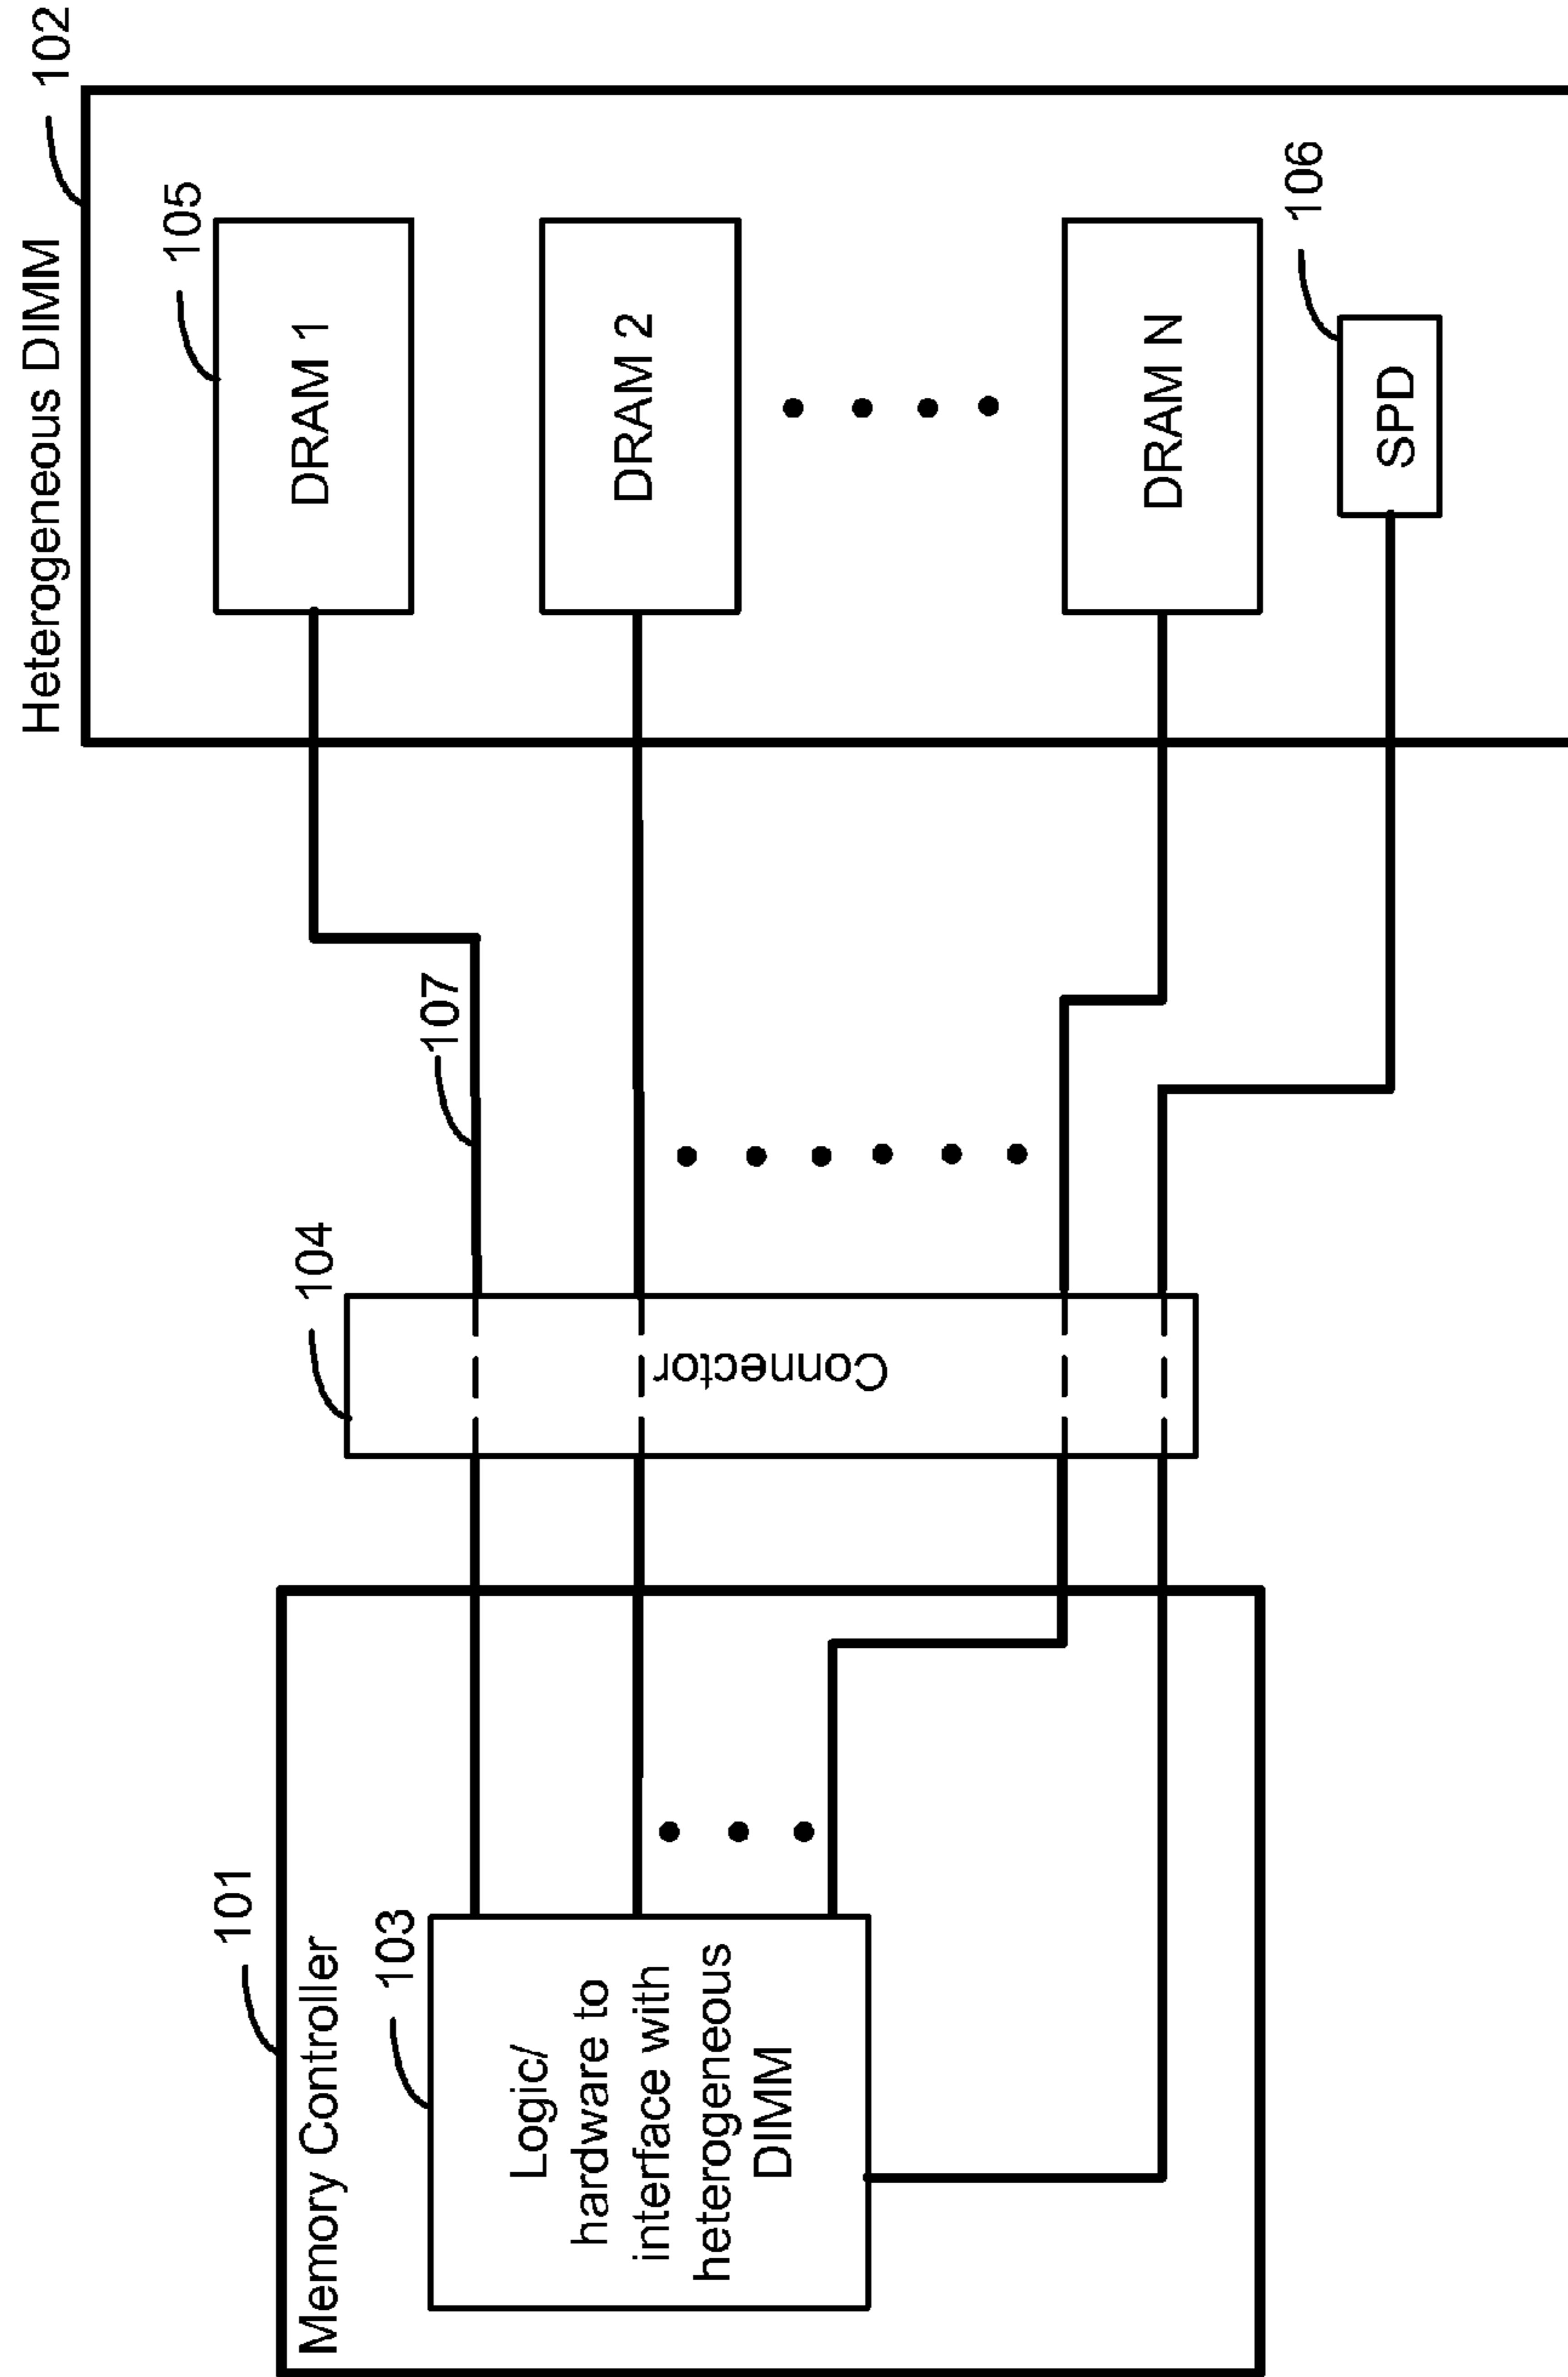 Memory Controller
101
103
Logic/
hardware to
interface with
heterogeneous
DIMM
104
Connector
107
Heterogeneous DIMM
102
105
DRAM 1
DRAM 2
DRAM N
106
SPD